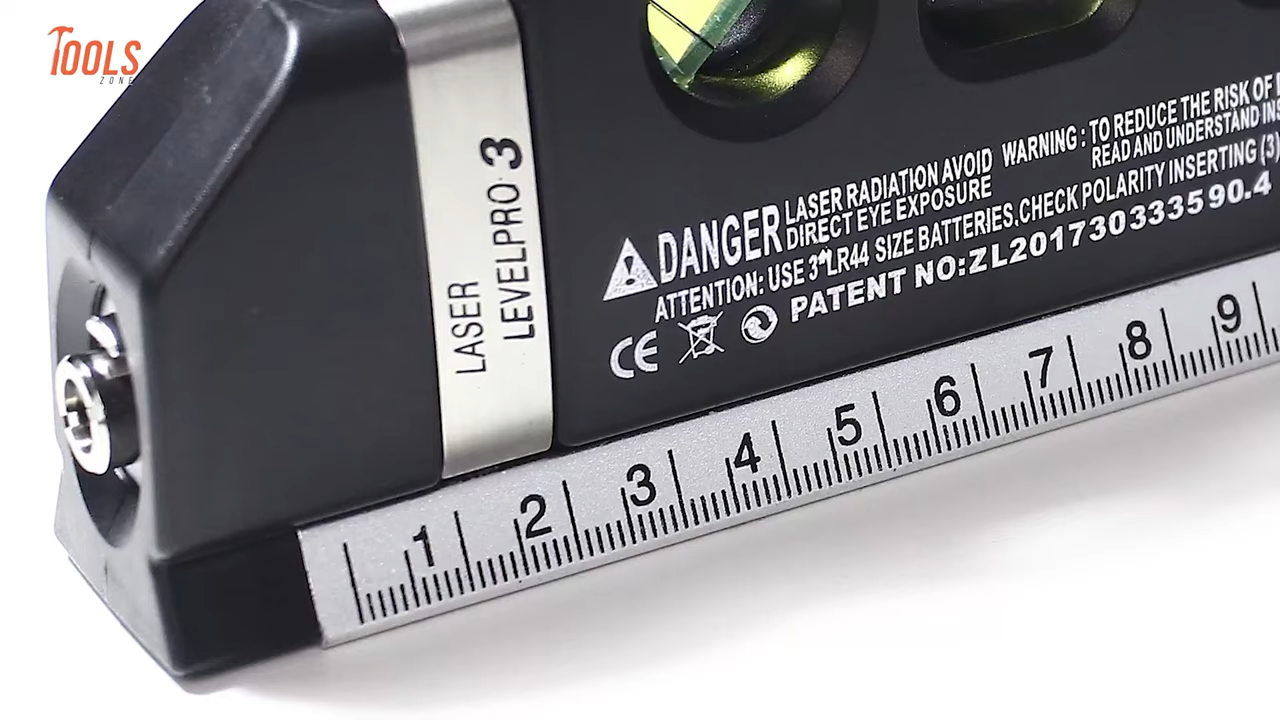 TOOLS
ZONE
LASER
LEVELPRO 3
DANGER
LASER RADIATION AVOID
DIRECT EYE EXPOSURE
WARNING : TO REDUCE THE RISK OF
READ AND UNDERSTAND
ATTENTION: USE 3*LR44 SIZE BATTERIES,CHECK POLARITY INSERTING (3)
CE PATENT NO:ZL201730333590.4
1 2 3 4 5 6 7 8 9